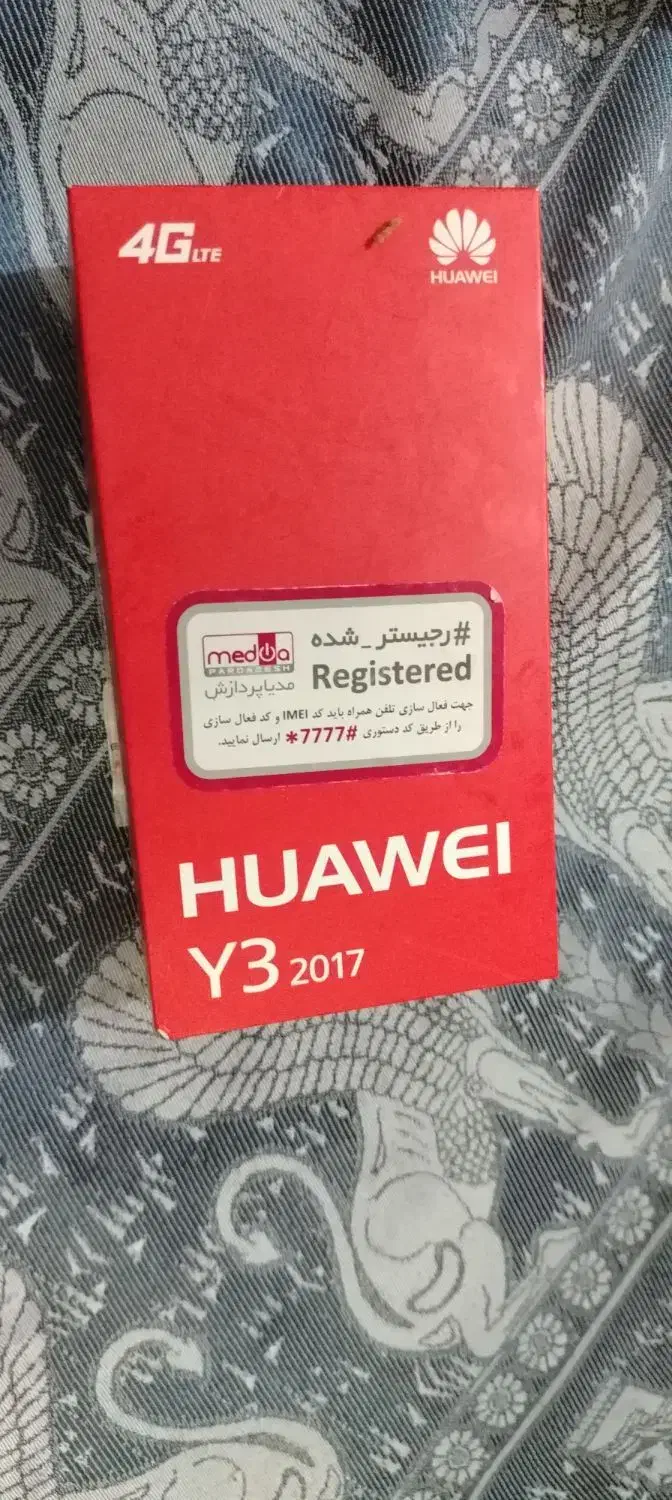 4G LTE
HUAWEI
#رجیستر_شده
Registered
media
PARDAZESH
مدیاپردازش
جهت فعال سازی تلفن همراه باید کد IMEI و کد فعال سازی
را از طریق کد دستوری #7777* ارسال نمایید.
HUAWEI
Y3 2017